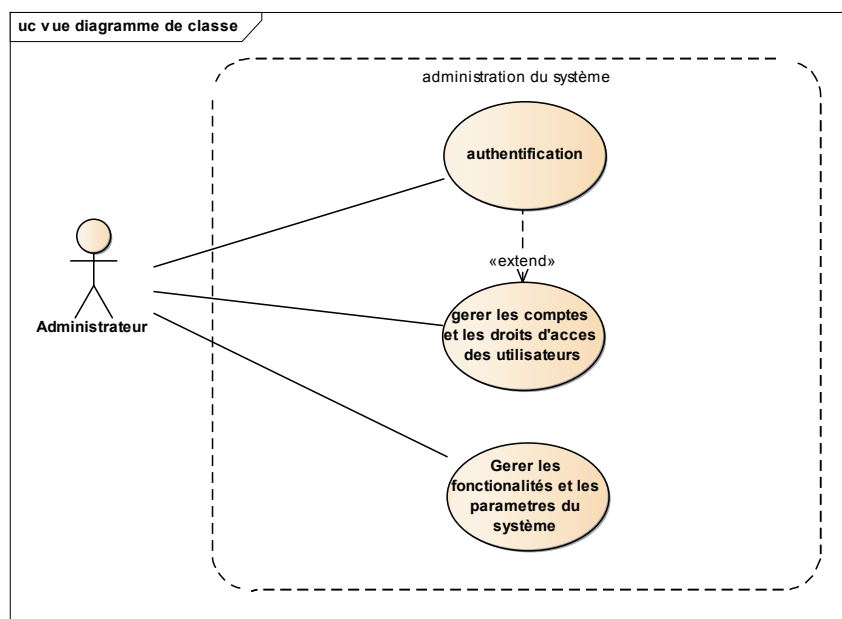 uc vue diagramme de classe
administration du système
authentification
«extend»
gerer les comptes
et les droits d'acces
des utilisateurs
Administrateur
Gerer les
fonctionalités et les
parametres du
système